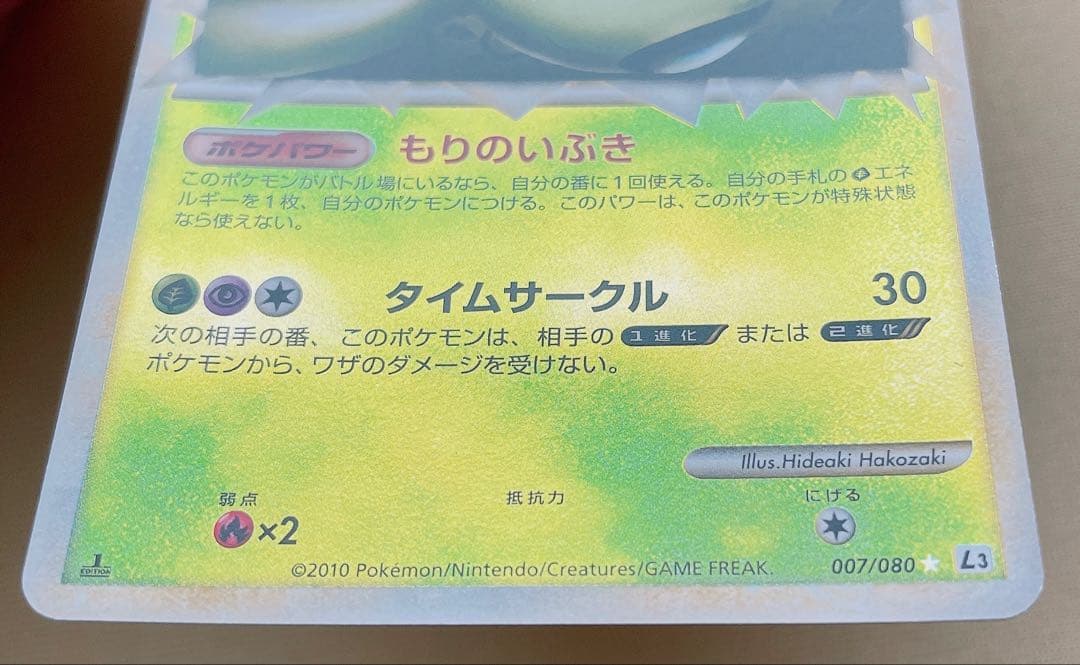 ポケパワー もりのいぶき
このポケモンがバトル場にいるなら、自分の番に1回使える。自分の手札のエネ
ルギーを1枚、自分のポケモンにつける。このパワーは、このポケモンが特殊状態
なら使えない。
タイムサークル 30
次の相手の番、このポケモンは、相手の 1進化 または 2進化
ポケモンから、ワザのダメージを受けない。
Illus.Hideaki Hakozaki
弱点 抵抗力 にげる
×2
1 EDITION ©2010 Pokémon/Nintendo/Creatures/GAME FREAK. 007/080 ★ L3